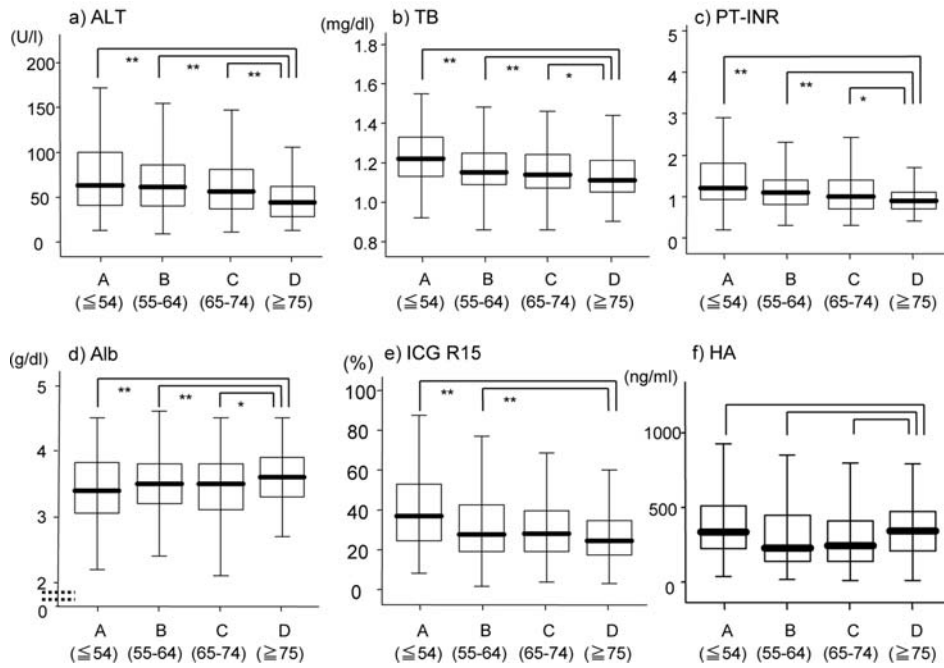 a) ALT
(U/l)
200
150
100
50
0
** ** **
A B C D
(≦54) (55-64) (65-74) (≧75)
b) TB
(mg/dl)
1.8
1.6
1.4
1.2
1.0
0.8
** ** *
A B C D
(≦54) (55-64) (65-74) (≧75)
c) PT-INR
5
4
3
2
1
0
** ** *
A B C D
(≦54) (55-64) (65-74) (≧75)
d) Alb
(g/dl)
5
4
3
2
0
** ** *
A B C D
(≦54) (55-64) (65-74) (≧75)
e) ICG R15
(%)
100
80
60
40
20
0
** **
A B C D
(≦54) (55-64) (65-74) (≧75)
f) HA
(ng/ml)
1000
500
0
A B C D
(≦54) (55-64) (65-74) (≧75)